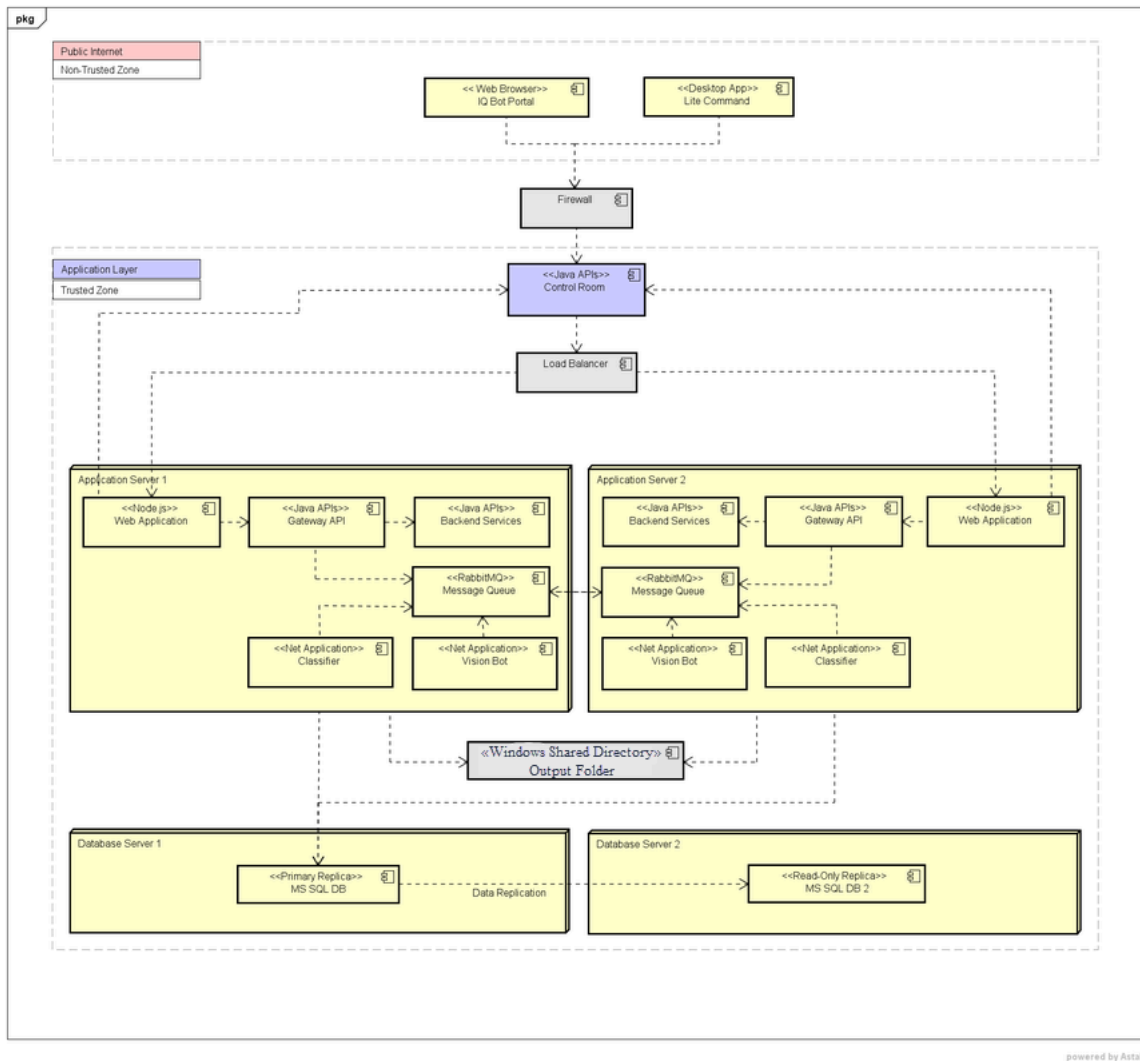 pkg
Public Internet
Non-Trusted Zone
<< Web Browser>>
IQ Bot Portal
<<Desktop App>>
Lite Command
Firewall
Application Layer
Trusted Zone
<<Java APIs>>
Control Room
Load Balancer
Application Server 1
<<Node.js>>
Web Application
<<Java APIs>>
Gateway API
<<Java APIs>>
Backend Services
<<RabbitMQ>>
Message Queue
<<Net Application>>
Classifier
<<Net Application>>
Vision Bot
Application Server 2
<<Java APIs>>
Backend Services
<<Java APIs>>
Gateway API
<<Node.js>>
Web Application
<<RabbitMQ>>
Message Queue
<<Net Application>>
Vision Bot
<<Net Application>>
Classifier
«Windows Shared Directory»
Output Folder
Database Server 1
<<Primary Replica>>
MS SQL DB
Data Replication
Database Server 2
<<Read-Only Replica>>
MS SQL DB 2
powered by Asta